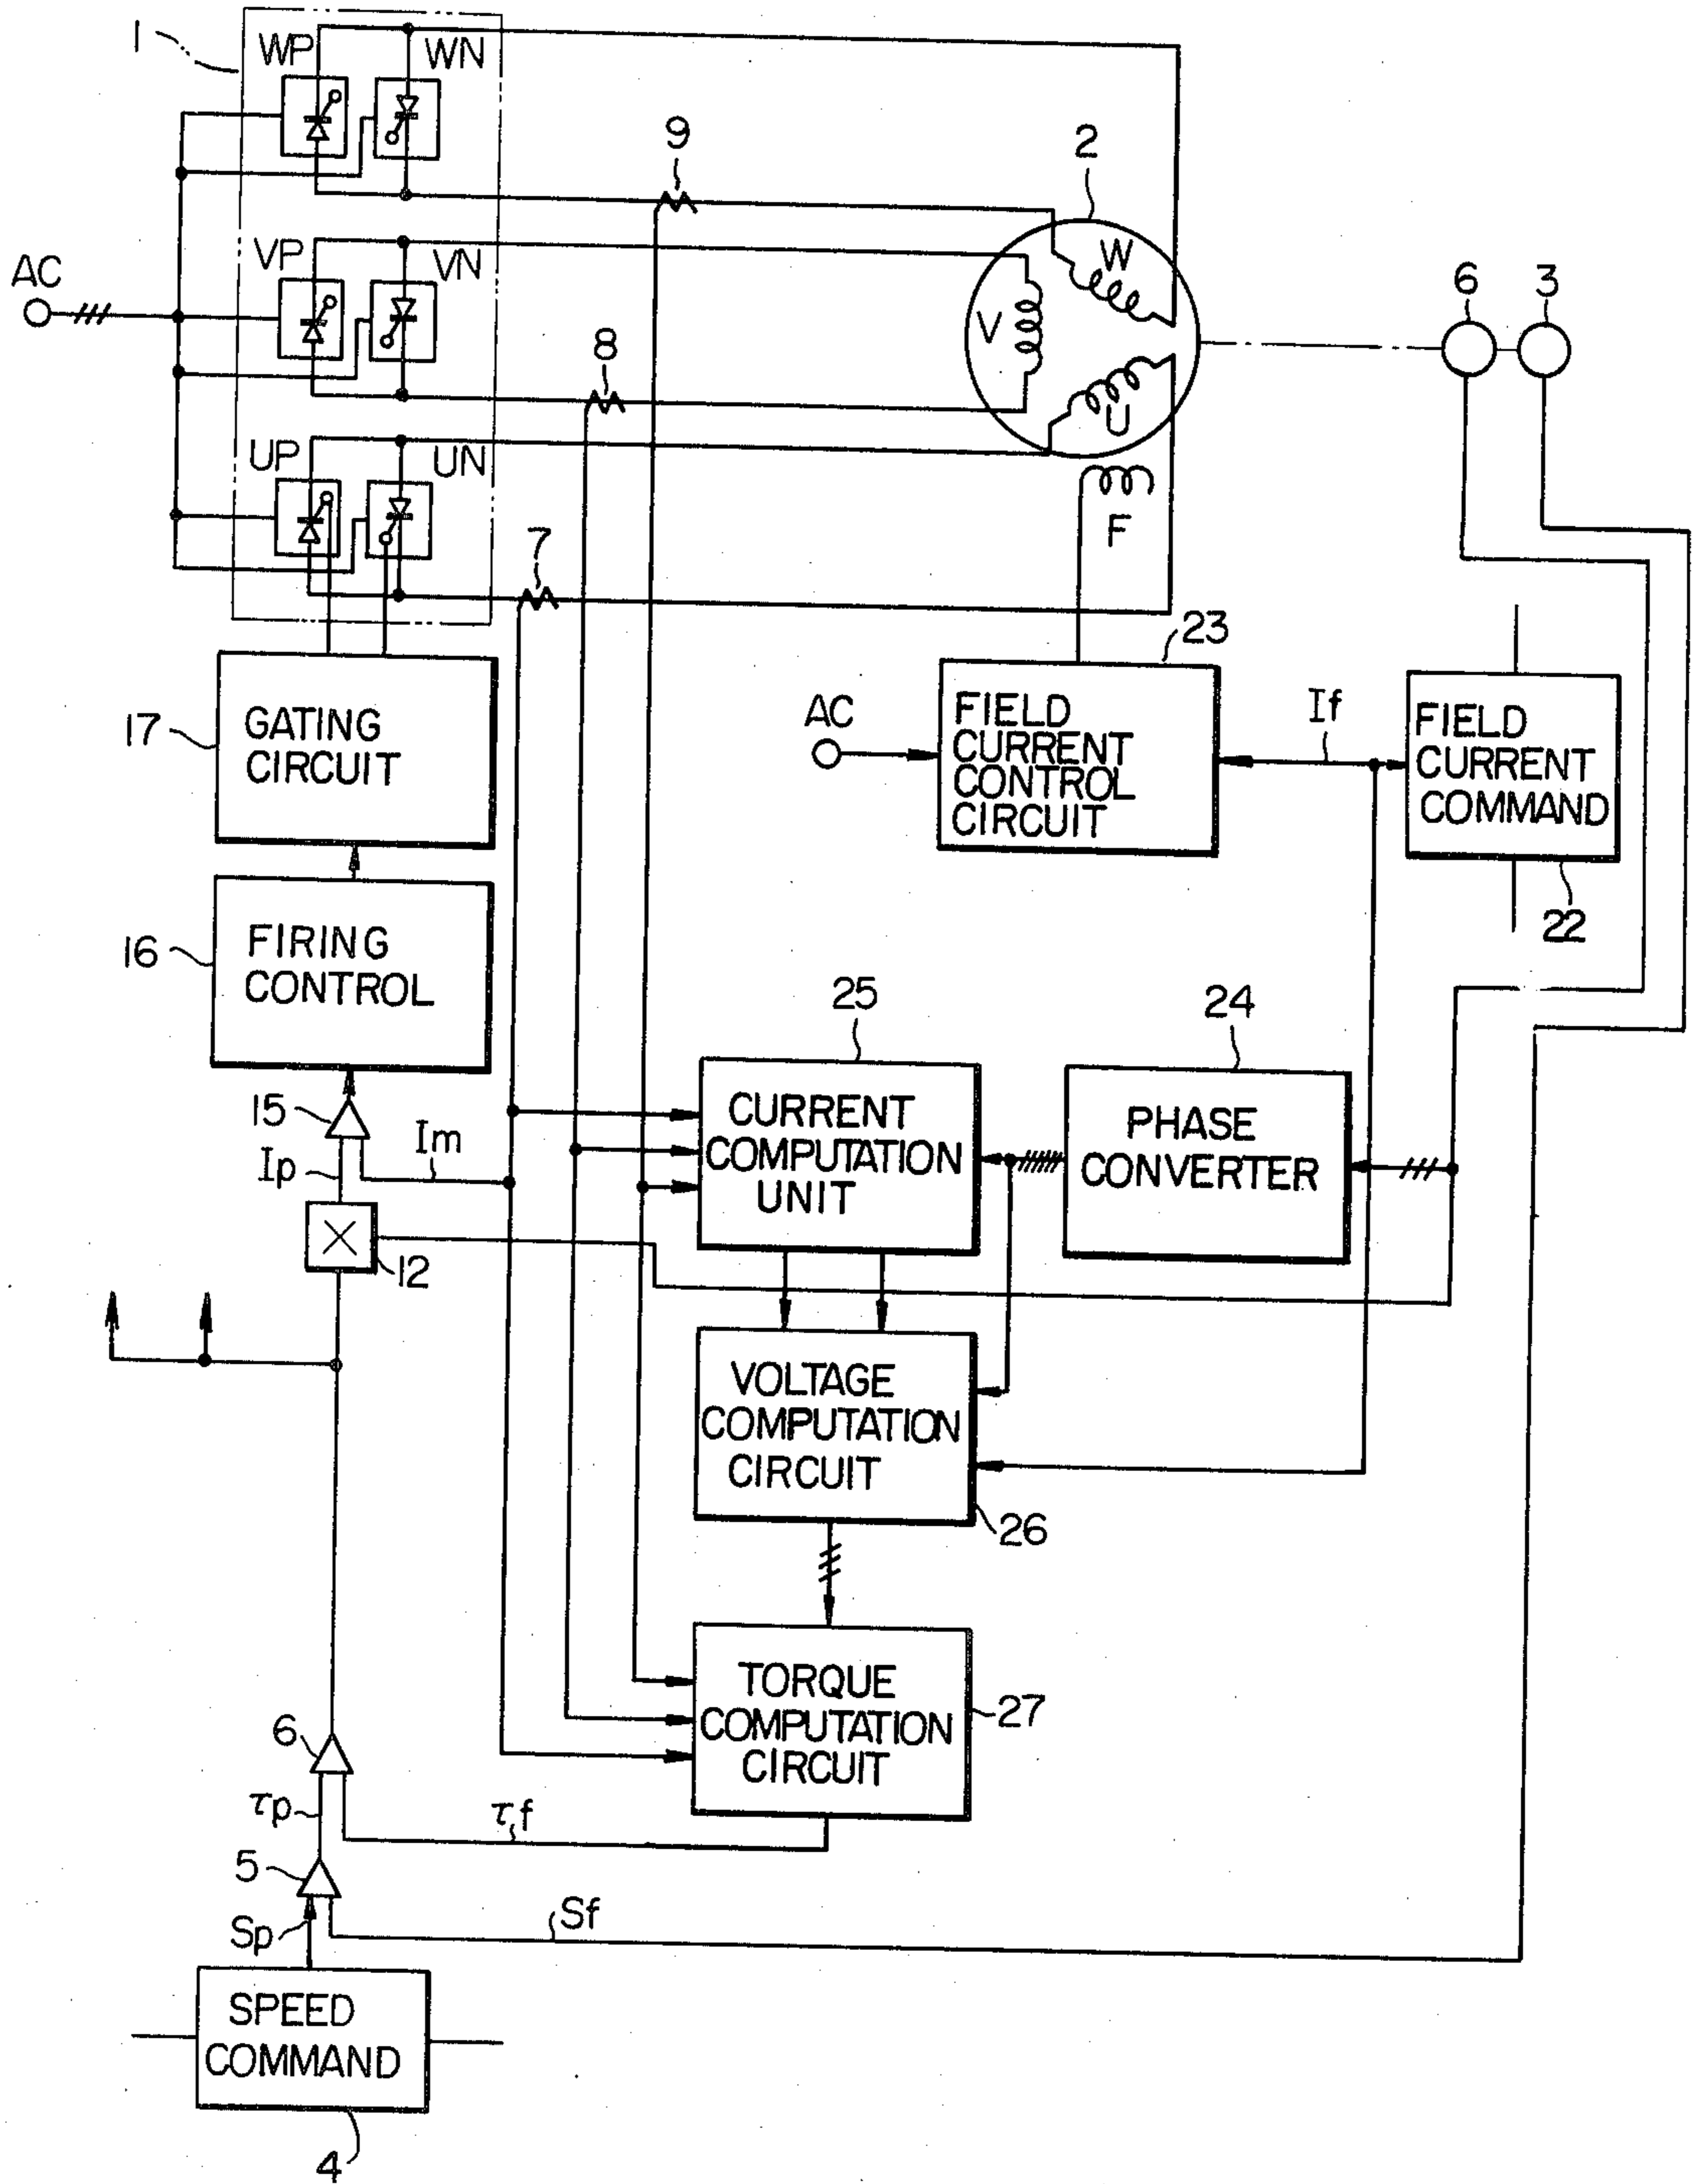 1
WP
WN
9
2
W
AC
VP
VN
V
6
3
8
U
UP
UN
7
F
23
17
GATING
CIRCUIT
AC
FIELD
CURRENT
CONTROL
CIRCUIT
If
FIELD
CURRENT
COMMAND
22
16
FIRING
CONTROL
25
24
15
Im
Ip
CURRENT
COMPUTATION
UNIT
PHASE
CONVERTER
12
VOLTAGE
COMPUTATION
CIRCUIT
26
TORQUE
COMPUTATION
CIRCUIT
27
6
τp
τf
5
Sp
Sf
SPEED
COMMAND
4